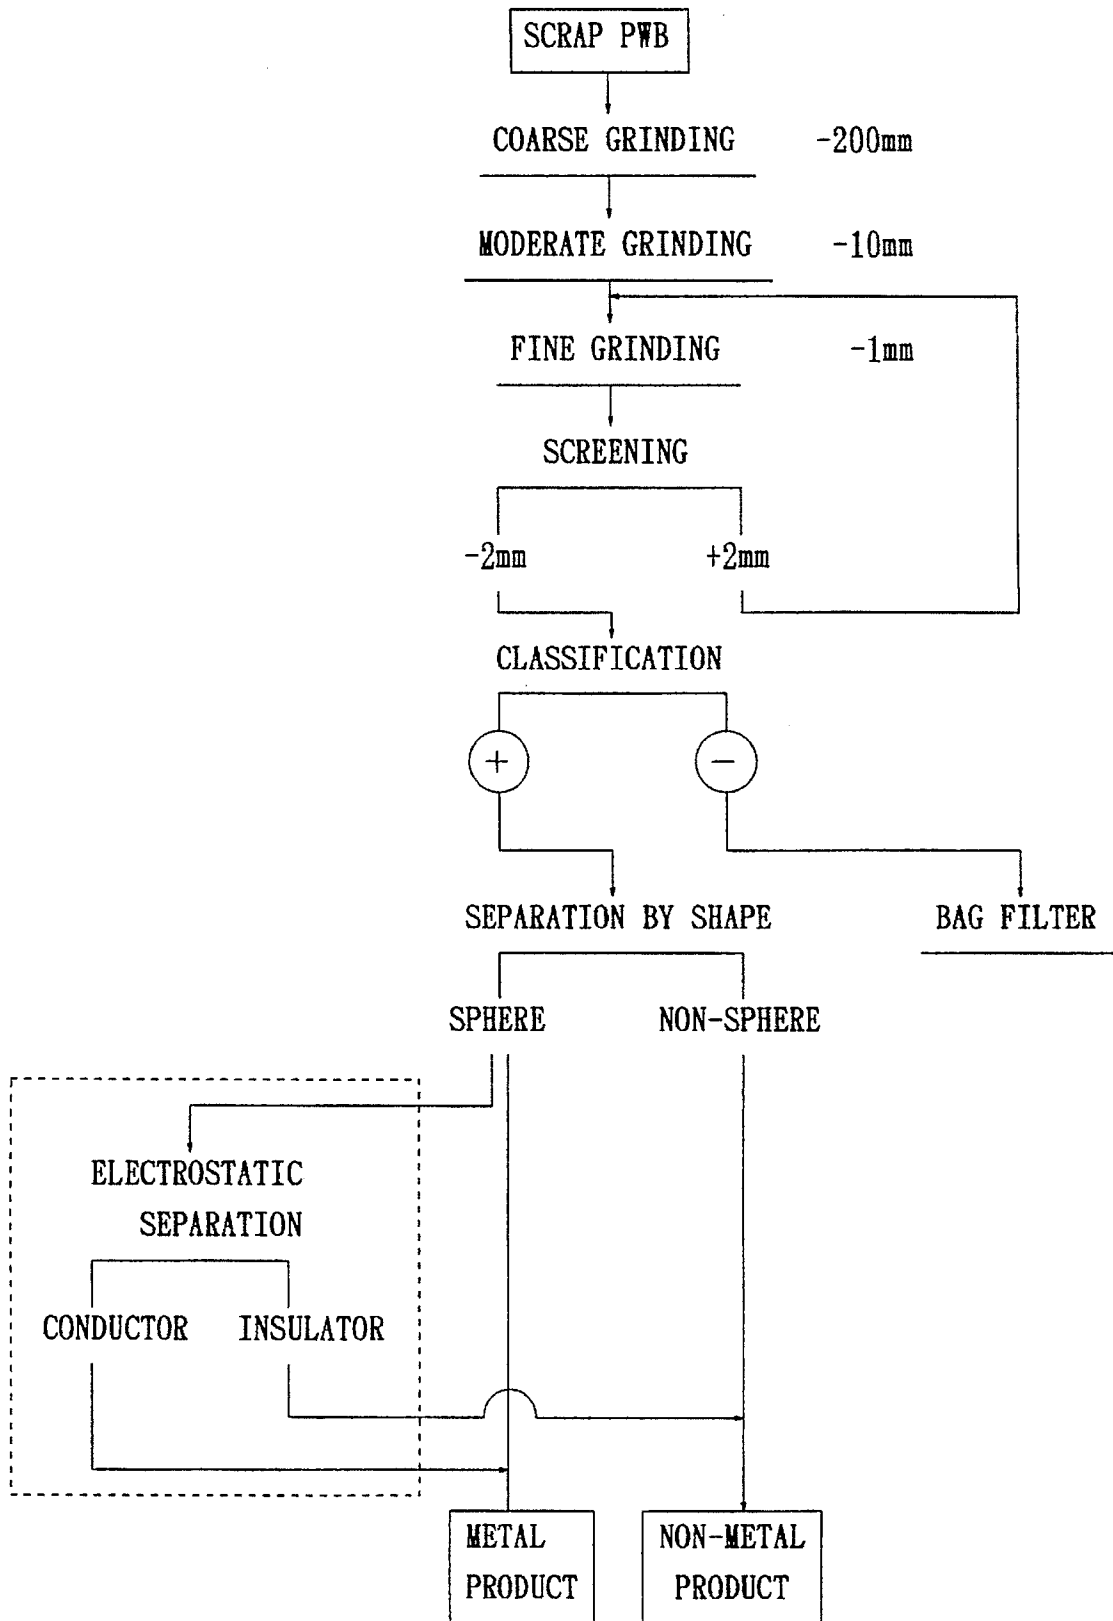 SCRAP PWB
COARSE GRINDING -200mm
MODERATE GRINDING -10mm
FINE GRINDING -1mm
SCREENING
-2mm +2mm
CLASSIFICATION
+ −
SEPARATION BY SHAPE BAG FILTER
SPHERE NON-SPHERE
ELECTROSTATIC
SEPARATION
CONDUCTOR INSULATOR
METAL
PRODUCT
NON-METAL
PRODUCT